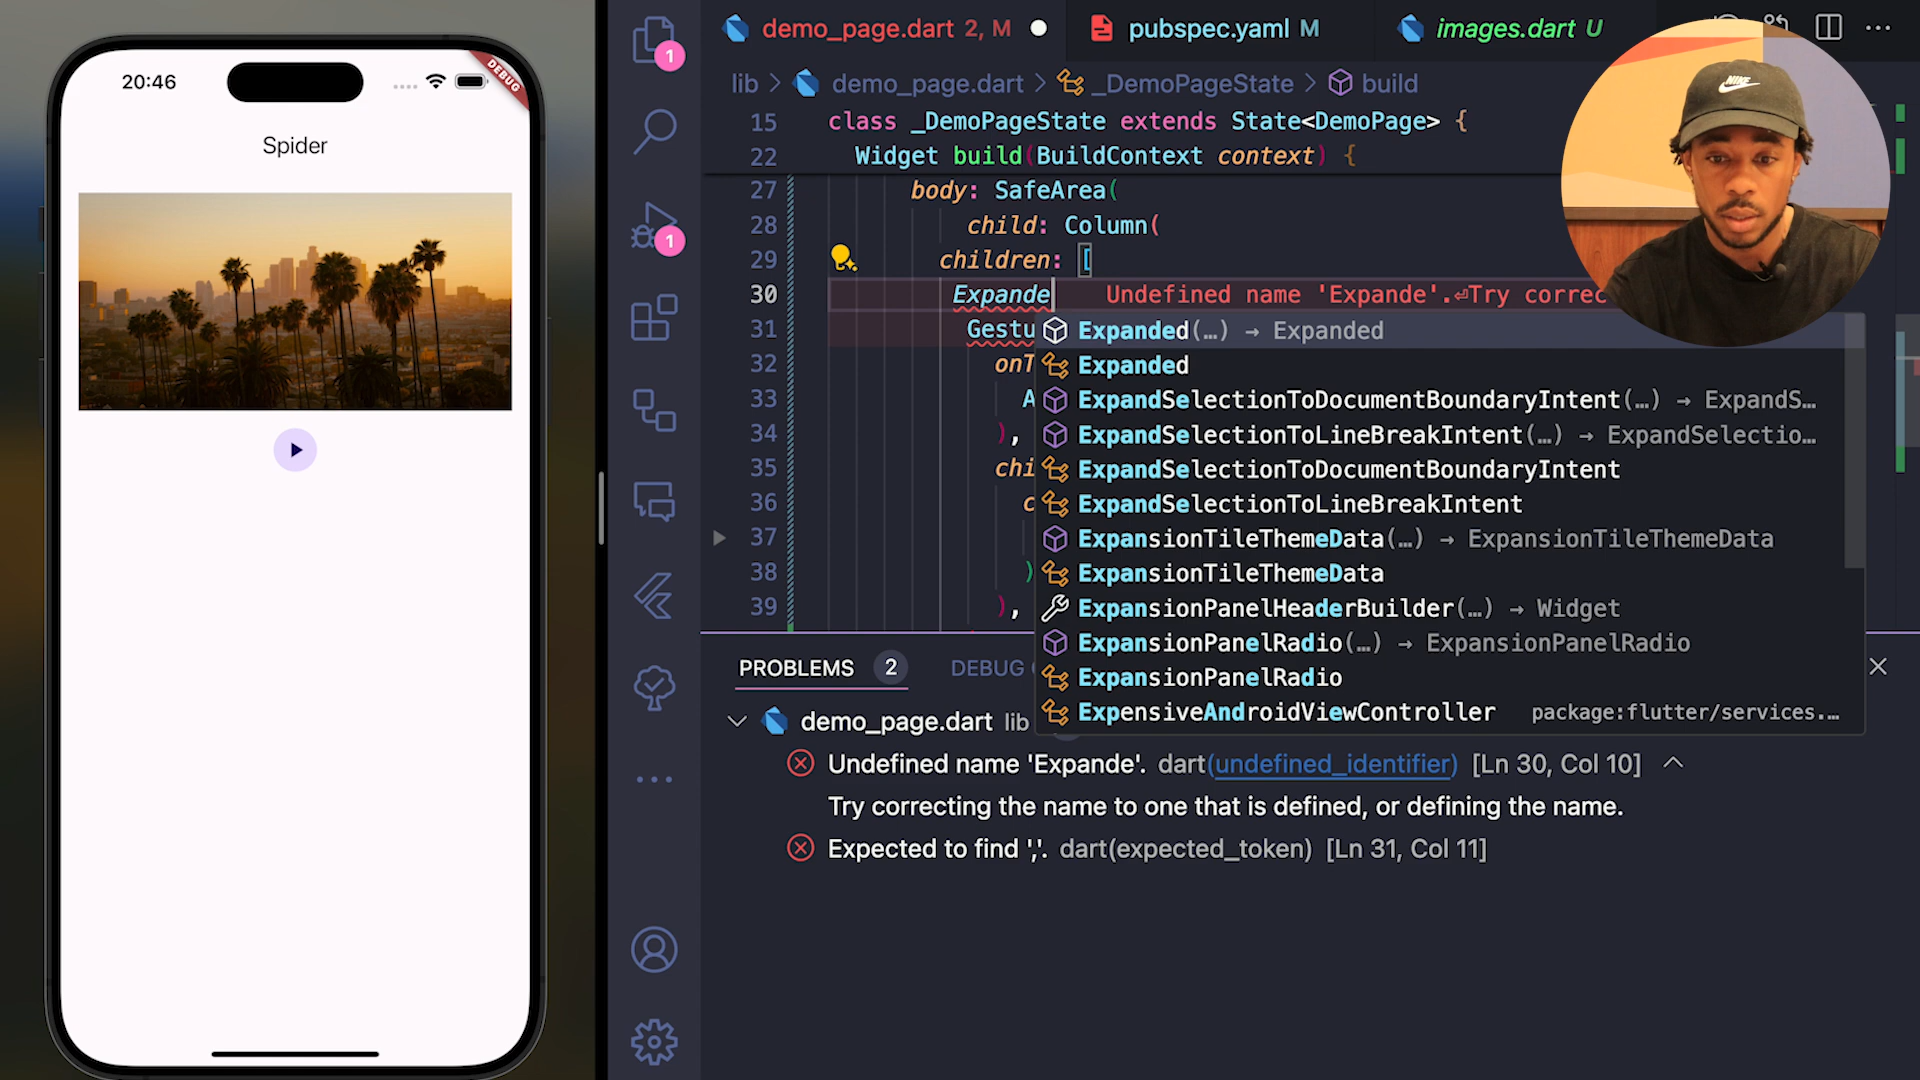 20:46
DEBUG
Spider
1
1
demo_page.dart 2, M
pubspec.yaml M
images.dart U
lib > demo_page.dart > _DemoPageState > build
15 class _DemoPageState extends State<DemoPage> {
22 Widget build(BuildContext context) {
27 body: SafeArea(
28 child: Column(
29 children: [
30 Expande Undefined name 'Expande'.⏎Try correc
31 Gestu
32 onT
33 A
34 ),
35 chi
36 c
37
38 )
39 ),
Expanded(…) → Expanded
Expanded
ExpandSelectionToDocumentBoundaryIntent(…) → ExpandS…
ExpandSelectionToLineBreakIntent(…) → ExpandSelectio…
ExpandSelectionToDocumentBoundaryIntent
ExpandSelectionToLineBreakIntent
ExpansionTileThemeData(…) → ExpansionTileThemeData
ExpansionTileThemeData
ExpansionPanelHeaderBuilder(…) → Widget
ExpansionPanelRadio(…) → ExpansionPanelRadio
ExpansionPanelRadio
ExpensiveAndroidViewController package:flutter/services.…
PROBLEMS 2 DEBUG
demo_page.dart lib
Undefined name 'Expande'. dart(undefined_identifier) [Ln 30, Col 10]
Try correcting the name to one that is defined, or defining the name.
Expected to find ','. dart(expected_token) [Ln 31, Col 11]
NIKE